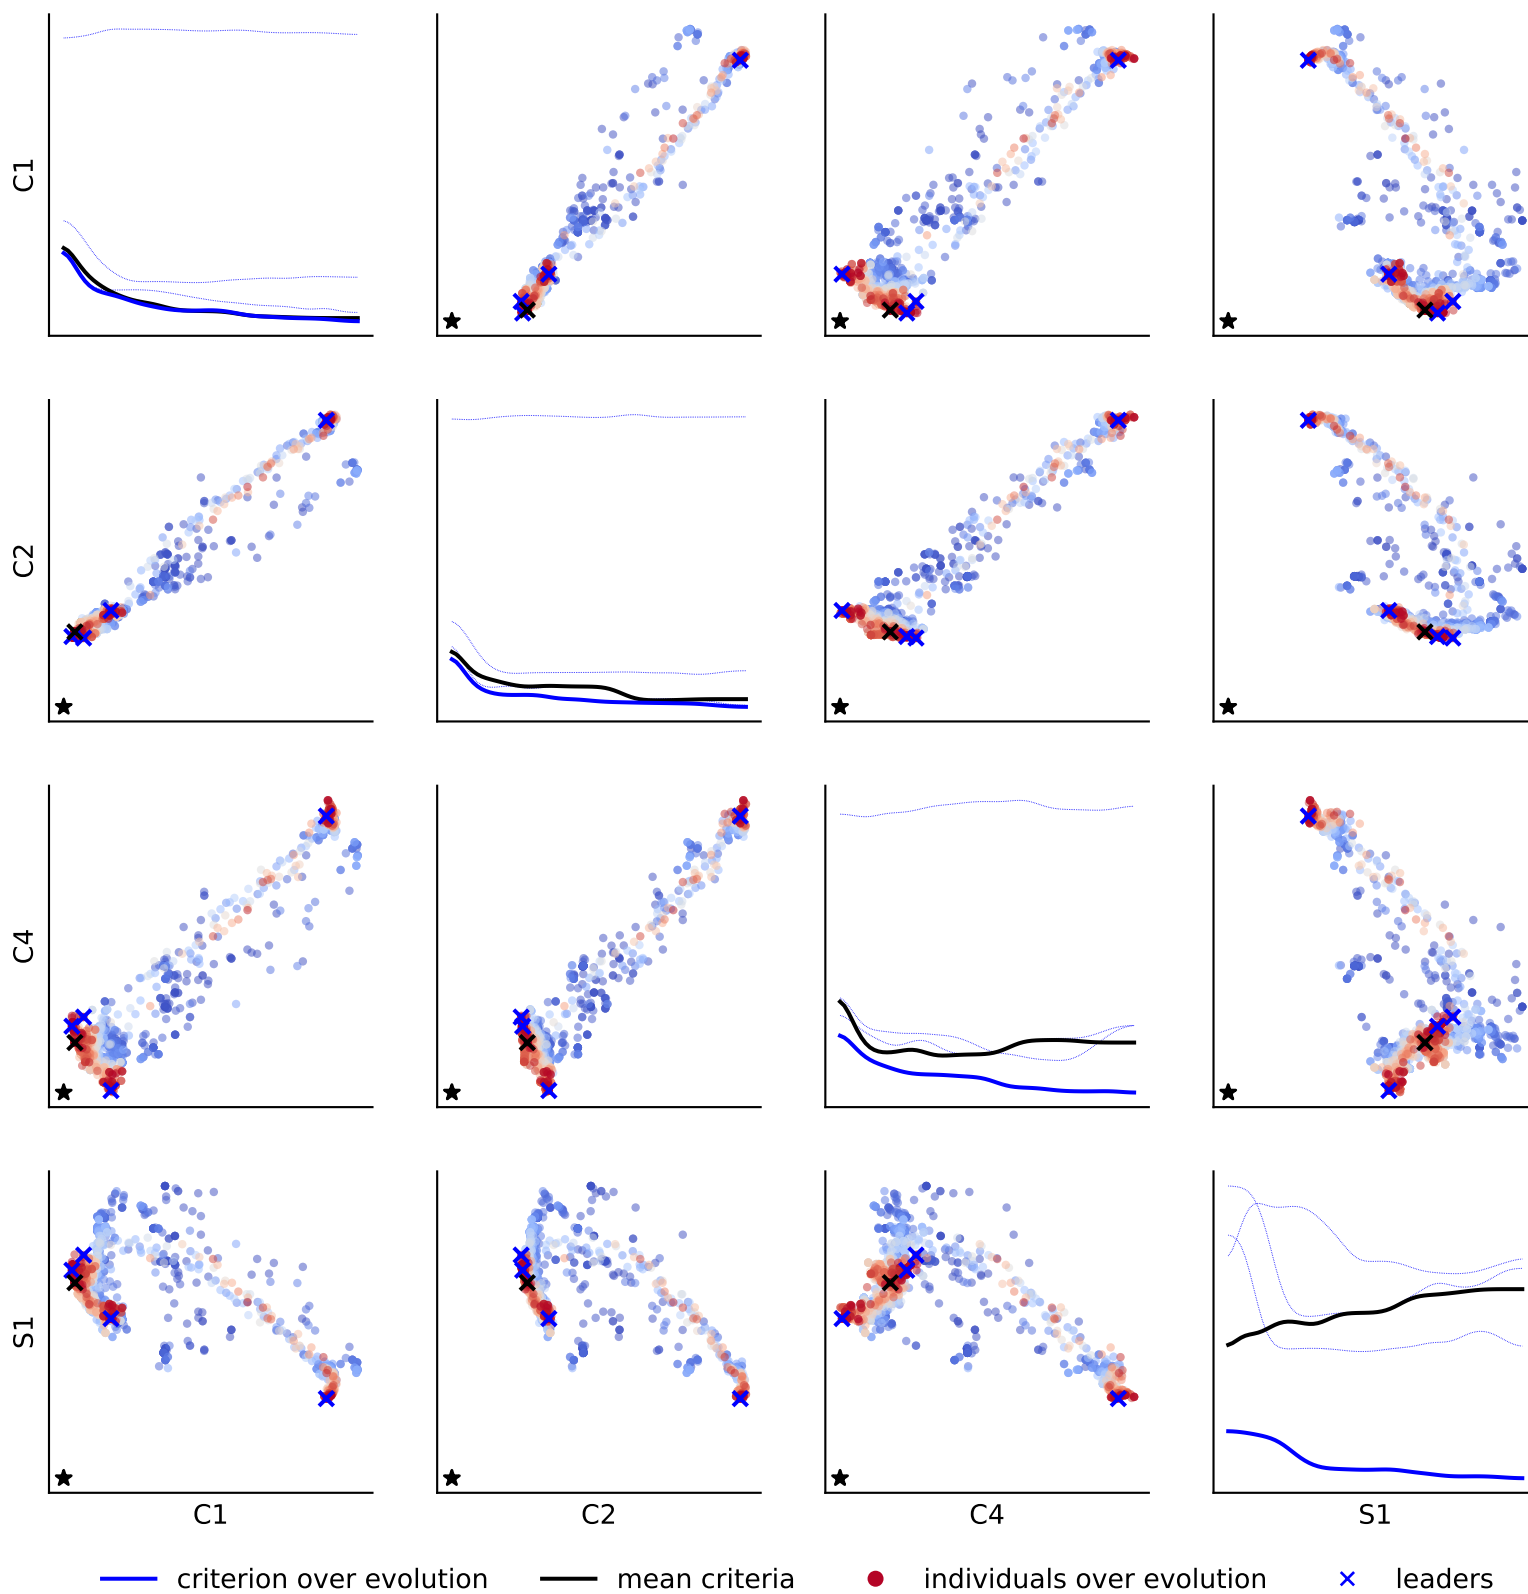 C1
C2
C4
S1
C1 C2 C4 S1
criterion over evolution mean criteria individuals over evolution leaders